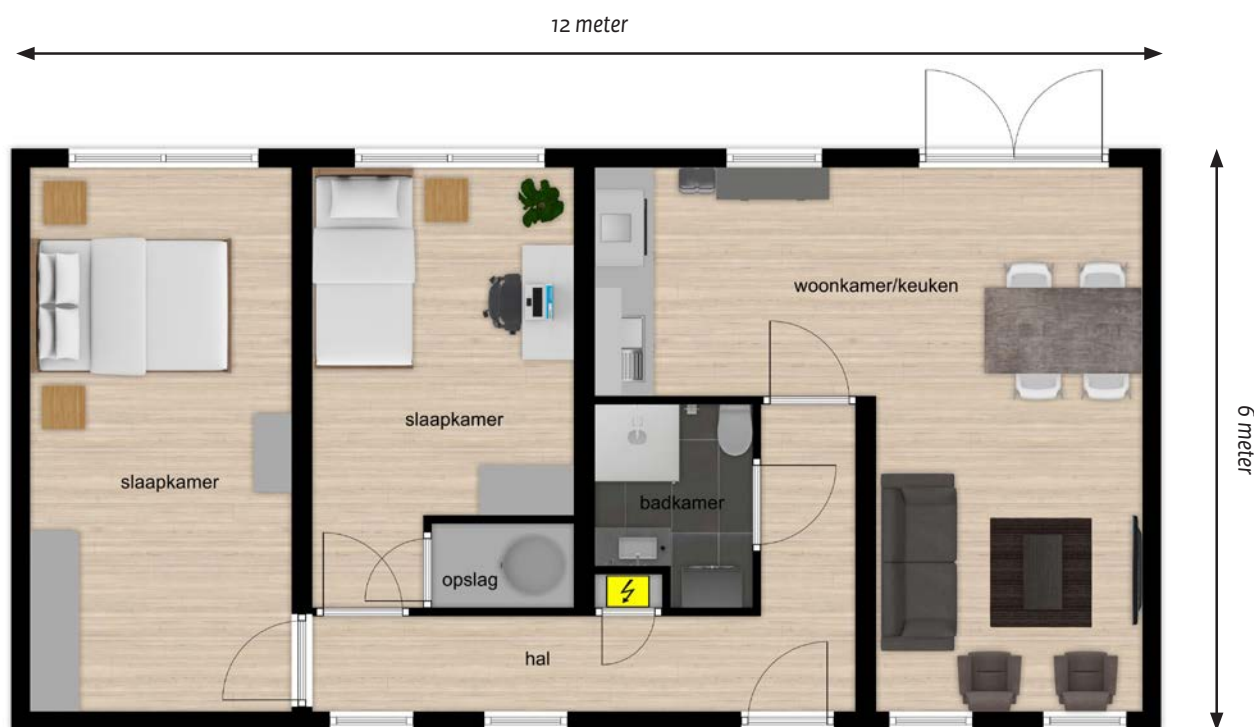 12 meter
woonkamer/keuken
6 meter
slaapkamer
slaapkamer
badkamer
opslag
hal